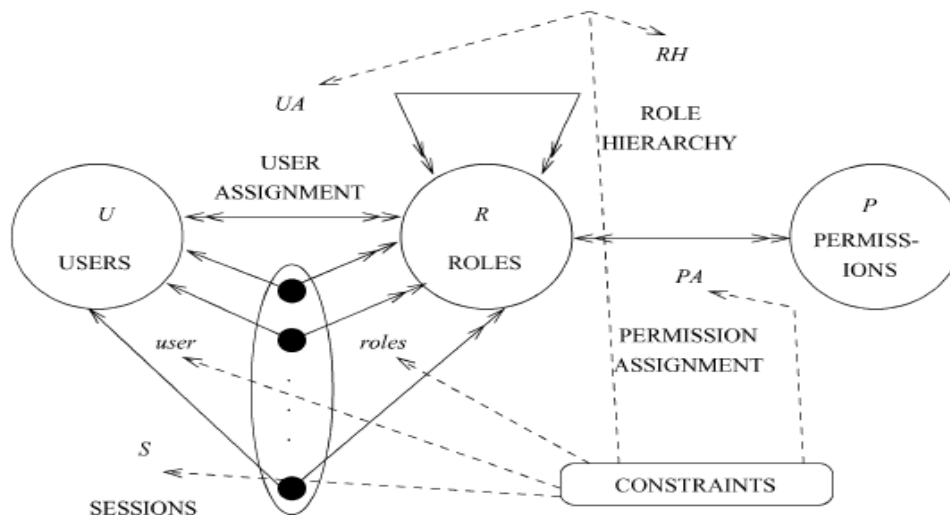 RH
UA
ROLE
HIERARCHY
USER
ASSIGNMENT
U
USERS
R
ROLES
P
PERMISS-
IONS
PA
user
roles
PERMISSION
ASSIGNMENT
S
SESSIONS
CONSTRAINTS